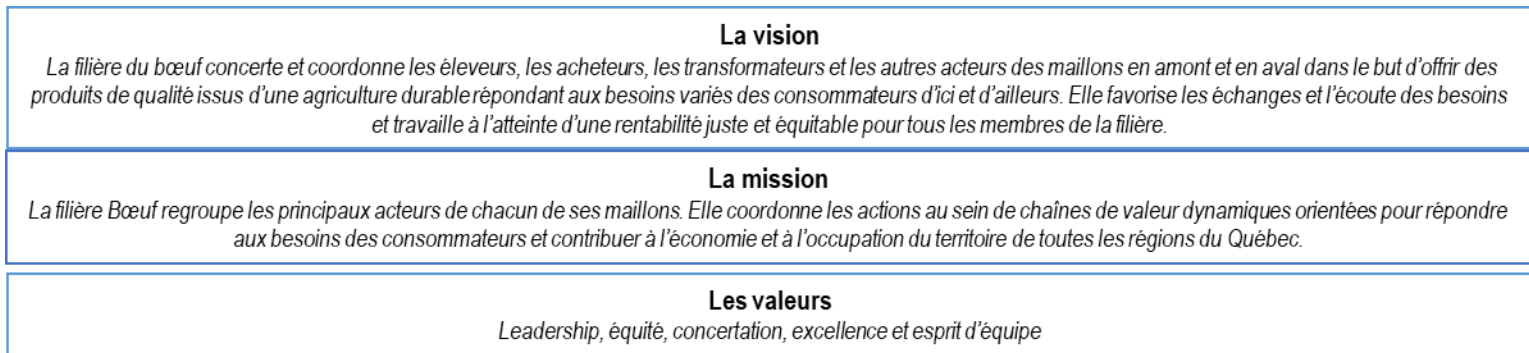 La vision
La filière du bœuf concerte et coordonne les éleveurs, les acheteurs, les transformateurs et les autres acteurs des maillons en amont et en aval dans le but d’offrir des
produits de qualité issus d’une agriculture durable répondant aux besoins variés des consommateurs d’ici et d’ailleurs. Elle favorise les échanges et l’écoute des besoins
et travaille à l’atteinte d’une rentabilité juste et équitable pour tous les membres de la filière.
La mission
La filière Bœuf regroupe les principaux acteurs de chacun de ses maillons. Elle coordonne les actions au sein de chaînes de valeur dynamiques orientées pour répondre
aux besoins des consommateurs et contribuer à l’économie et à l’occupation du territoire de toutes les régions du Québec.
Les valeurs
Leadership, équité, concertation, excellence et esprit d’équipe